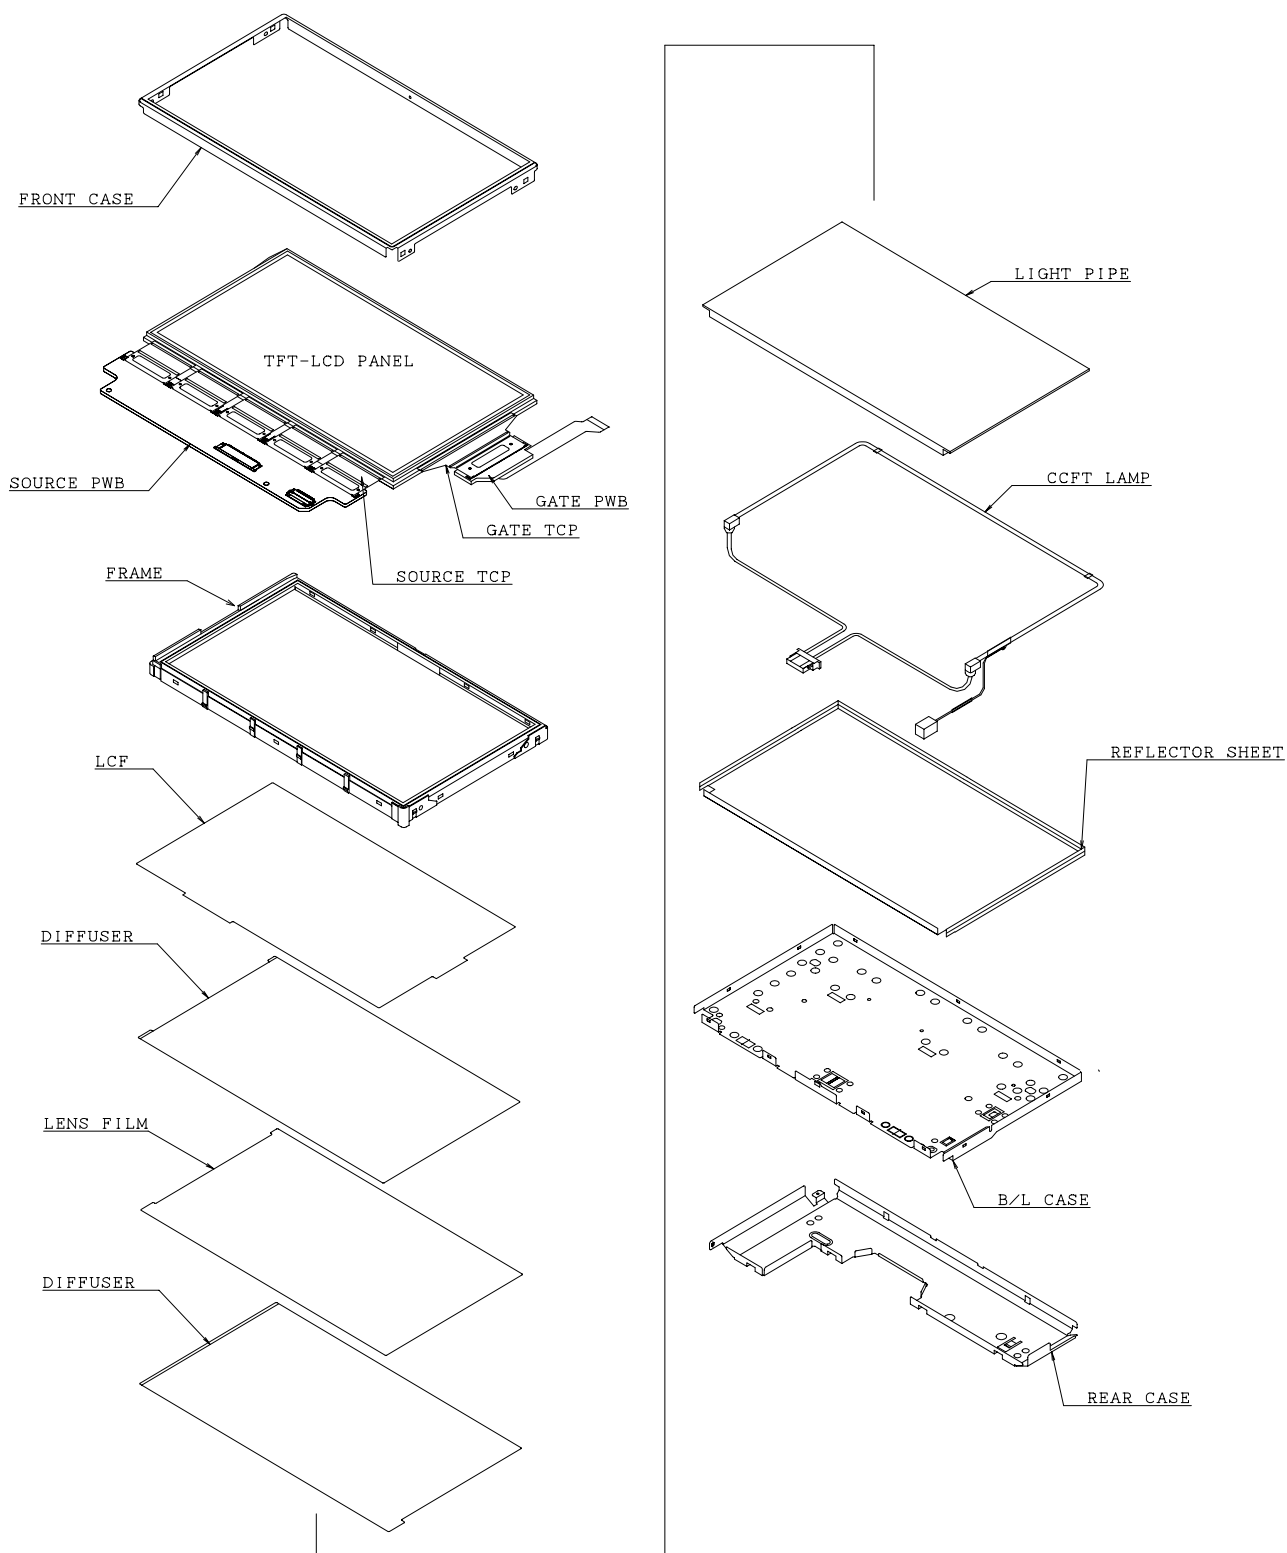 FRONT CASE
TFT-LCD PANEL
SOURCE PWB
GATE PWB
GATE TCP
SOURCE TCP
FRAME
LCF
DIFFUSER
LENS FILM
DIFFUSER
LIGHT PIPE
CCFT LAMP
REFLECTOR SHEET
B/L CASE
REAR CASE